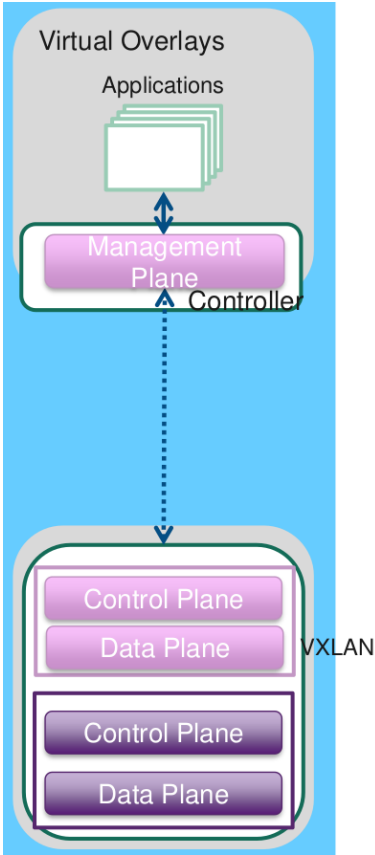 Virtual Overlays
Applications
Management
Plane
Controller
Control Plane
Data Plane
VXLAN
Control Plane
Data Plane